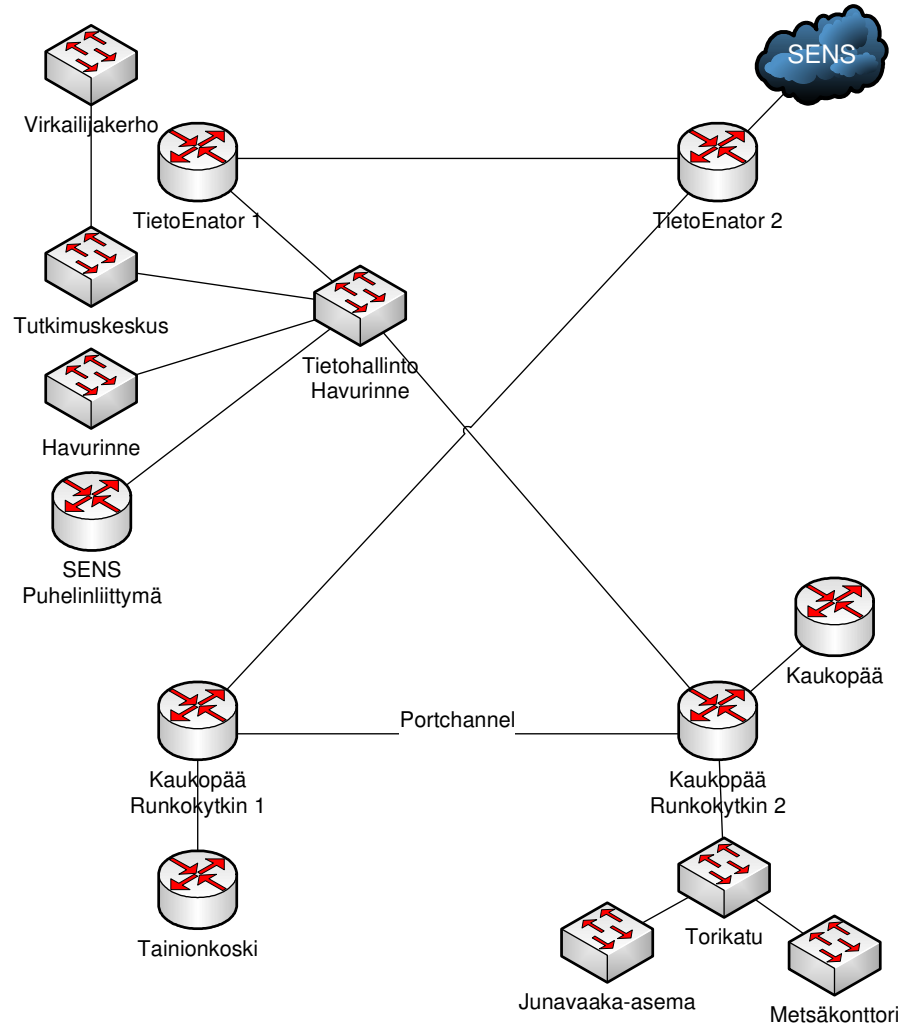 SENS
Virkailijakerho
TietoEnator 1
TietoEnator 2
Tutkimuskeskus
Tietohallinto
Havurinne
Havurinne
SENS
Puhelinliittymä
Kaukopää
Portchannel
Kaukopää
Runkokytkin 1
Kaukopää
Runkokytkin 2
Tainionkoski
Torikatu
Junavaaka-asema
Metsäkonttori